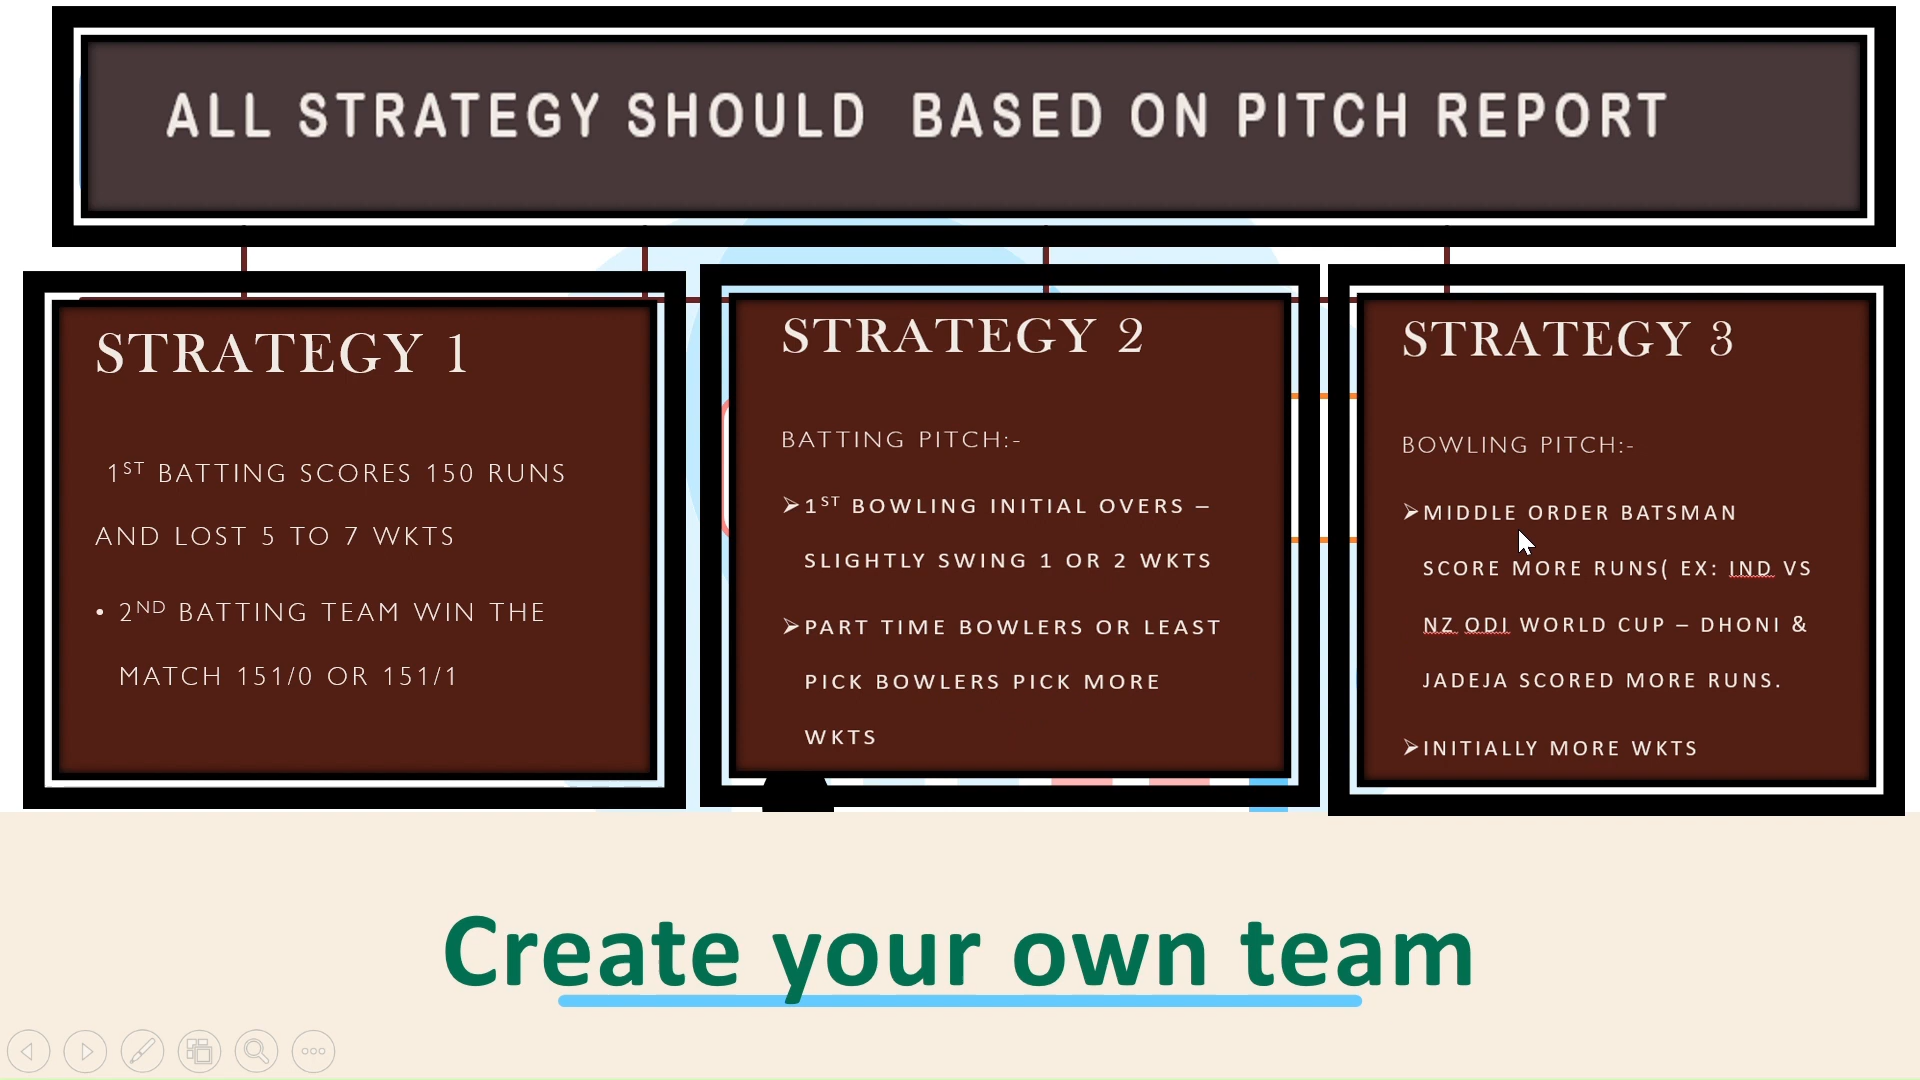 ALL STRATEGY SHOULD  BASED ON PITCH REPORT
STRATEGY 1
1ST BATTING SCORES 150 RUNS
AND LOST 5 TO 7 WKTS
• 2ND BATTING TEAM WIN THE
MATCH 151/0 OR 151/1
STRATEGY 2
BATTING PITCH:-
➢1ST BOWLING INITIAL OVERS –
SLIGHTLY SWING 1 OR 2 WKTS
➢PART TIME BOWLERS OR LEAST
PICK BOWLERS PICK MORE
WKTS
STRATEGY 3
BOWLING PITCH:-
➢MIDDLE ORDER BATSMAN
SCORE MORE RUNS( EX: IND VS
NZ ODI WORLD CUP – DHONI &
JADEJA SCORED MORE RUNS.
➢INITIALLY MORE WKTS
Create your own team